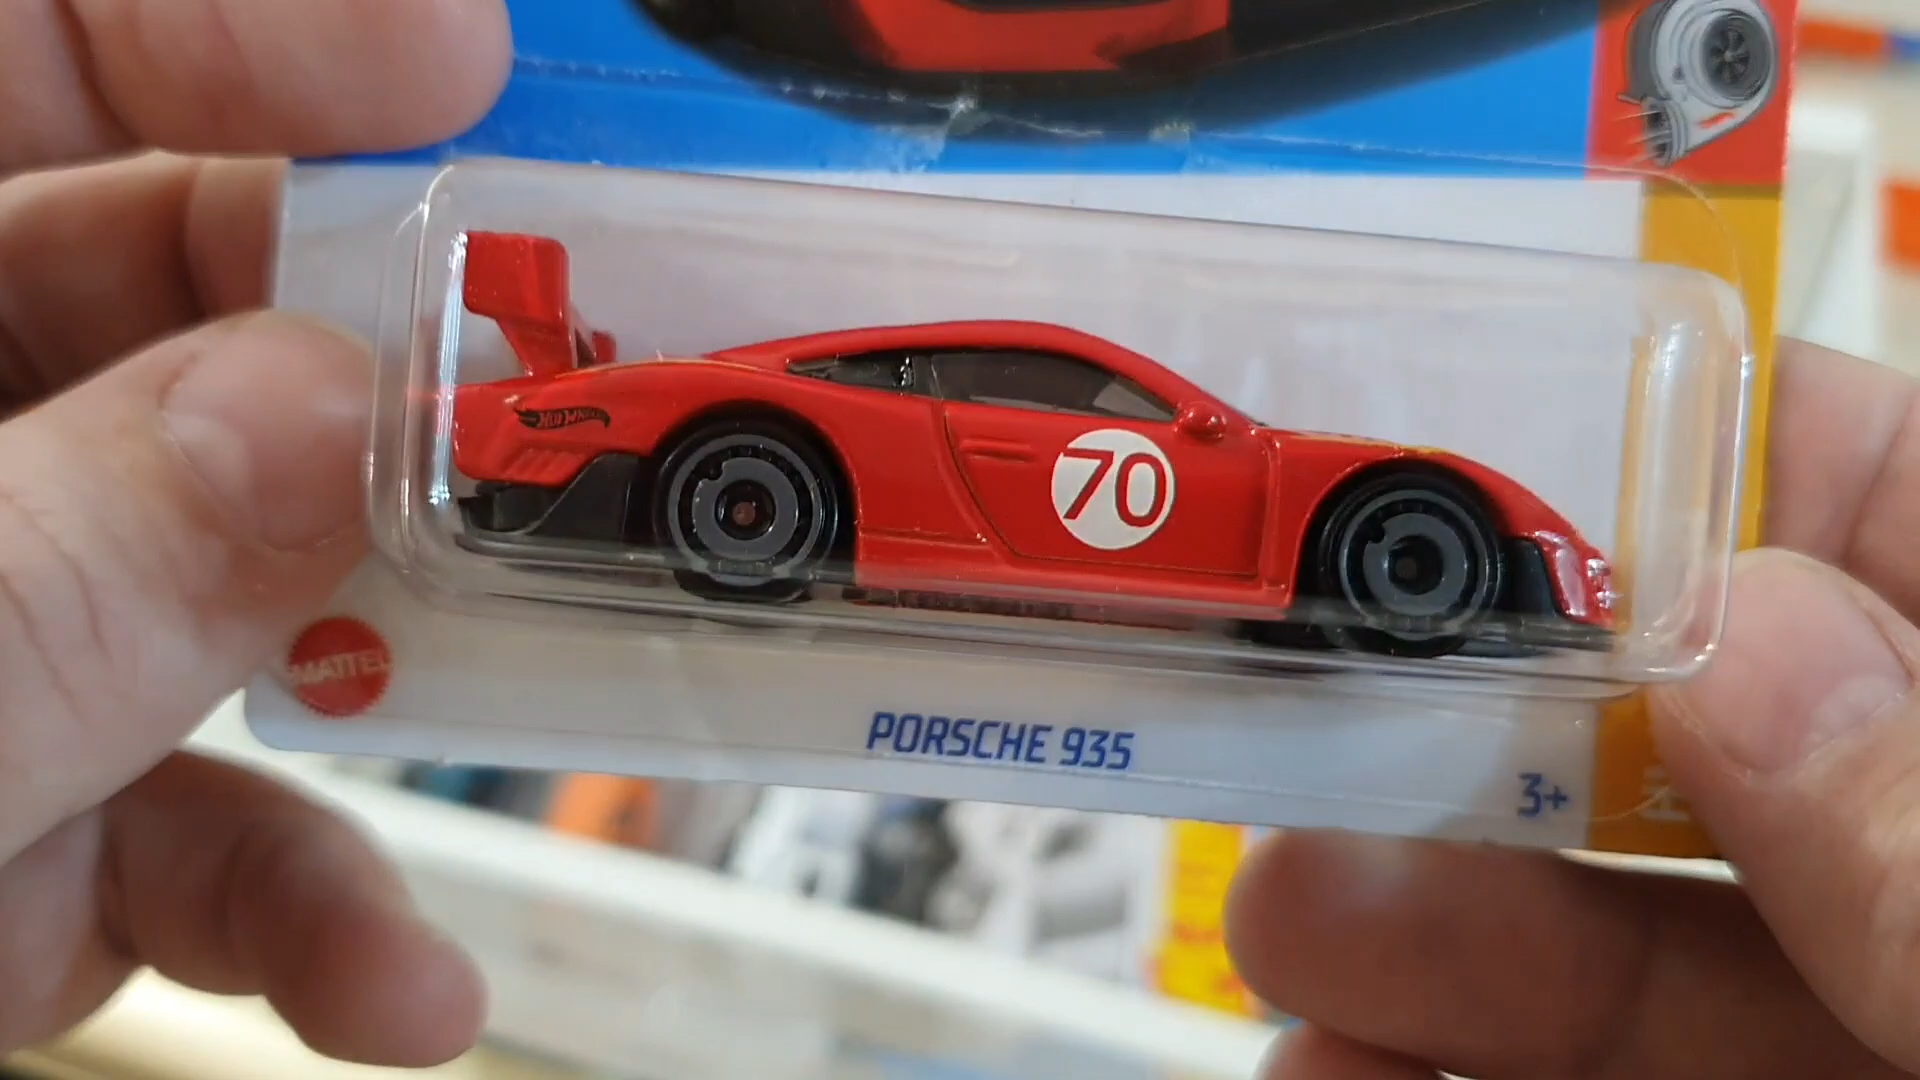 HOT WHEELS
70
MATTEL
PORSCHE 935
3+